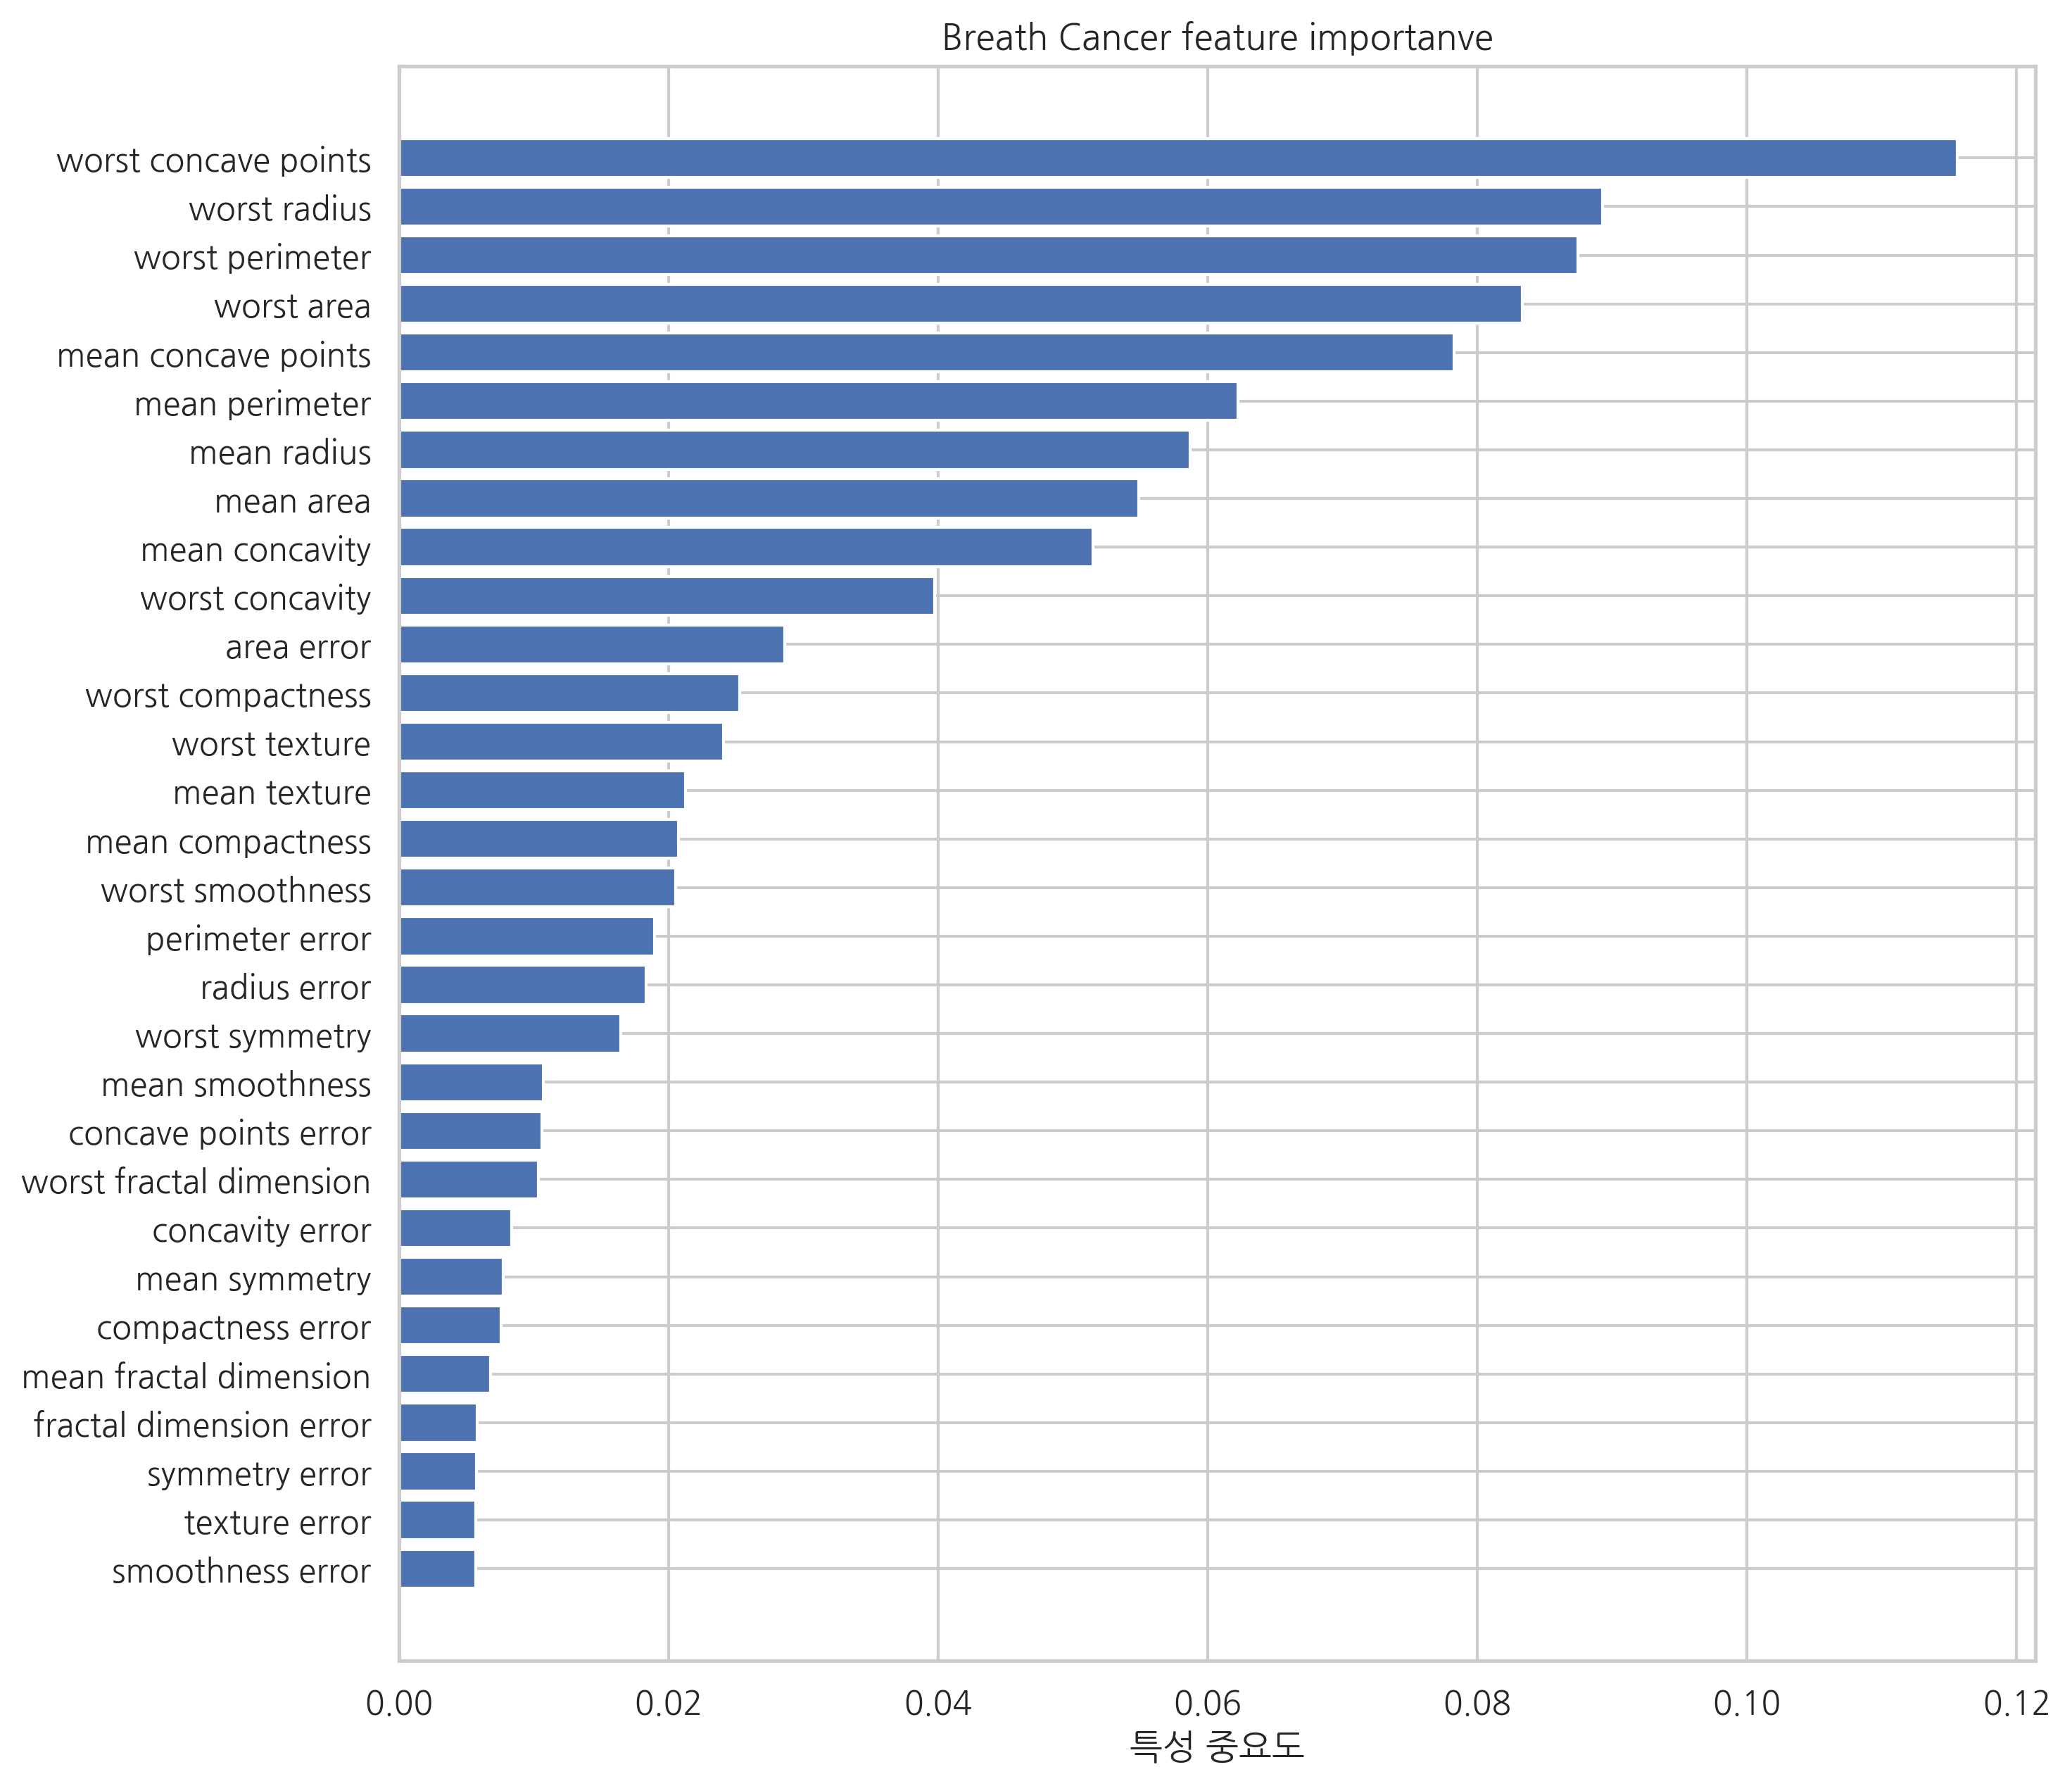 Breath Cancer feature importanve
worst concave points
worst radius
worst perimeter
worst area
mean concave points
mean perimeter
mean radius
mean area
mean concavity
worst concavity
area error
worst compactness
worst texture
mean texture
mean compactness
worst smoothness
perimeter error
radius error
worst symmetry
mean smoothness
concave points error
worst fractal dimension
concavity error
mean symmetry
compactness error
mean fractal dimension
fractal dimension error
symmetry error
texture error
smoothness error
0.00 0.02 0.04 0.06 0.08 0.10 0.12
특성 중요도